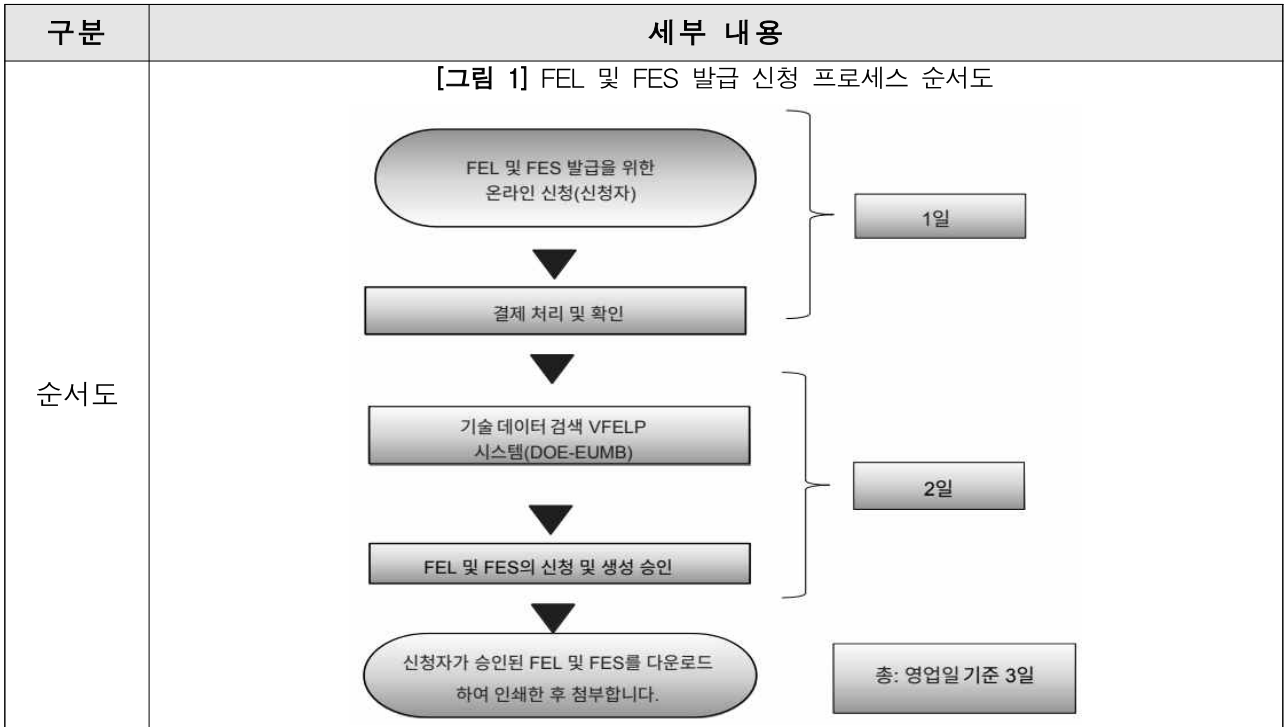 구분
세부 내용
순서도
[그림 1] FEL 및 FES 발급 신청 프로세스 순서도
FEL 및 FES 발급을 위한
온라인 신청(신청자)
1일
결제 처리 및 확인
기술 데이터 검색 VFELP
시스템(DOE-EUMB)
2일
FEL 및 FES의 신청 및 생성 승인
신청자가 승인된 FEL 및 FES를 다운로드
하여 인쇄한 후 첨부합니다.
총: 영업일 기준 3일